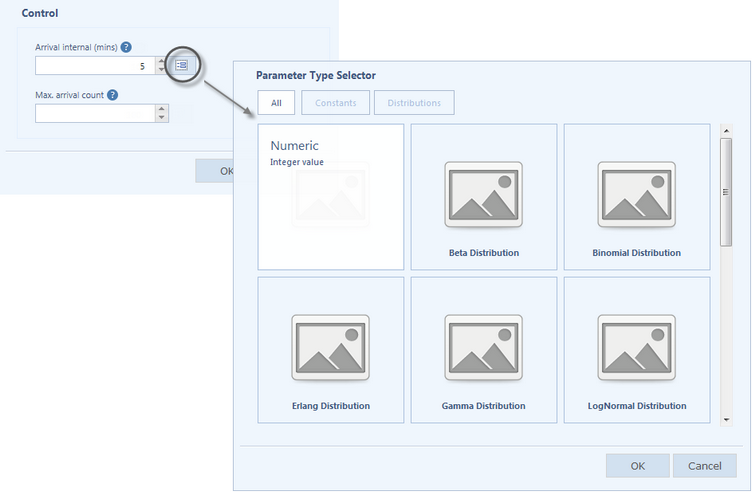 Control
Arrival internal (mins) ?
5
Max. arrival count ?
OK
Parameter Type Selector
All
Constants
Distributions
Numeric
Integer value
Beta Distribution
Binomial Distribution
Erlang Distribution
Gamma Distribution
LogNormal Distribution
OK
Cancel